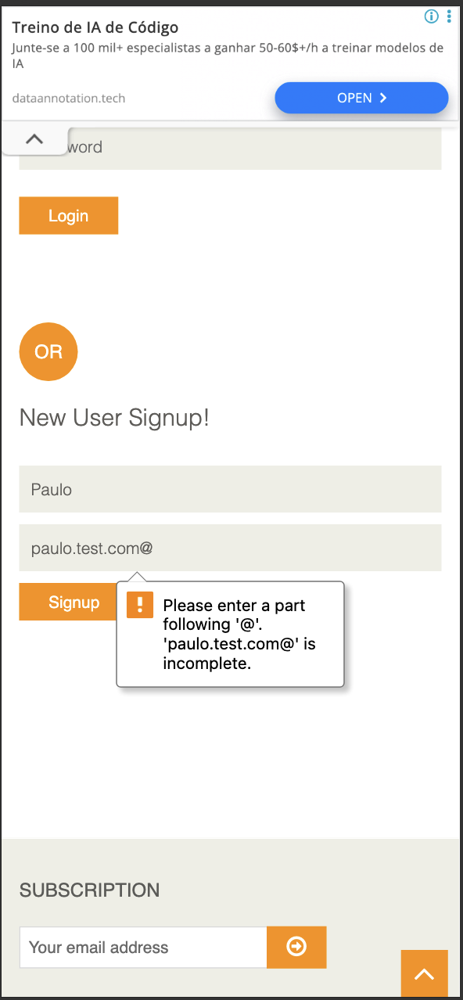 Treino de IA de Código
Junte-se a 100 mil+ especialistas a ganhar 50-60$+/h a treinar modelos de
IA
dataannotation.tech
OPEN
word
Login
OR
New User Signup!
Paulo
paulo.test.com@
Signup
Please enter a part
following '@'.
'paulo.test.com@' is
incomplete.
SUBSCRIPTION
Your email address